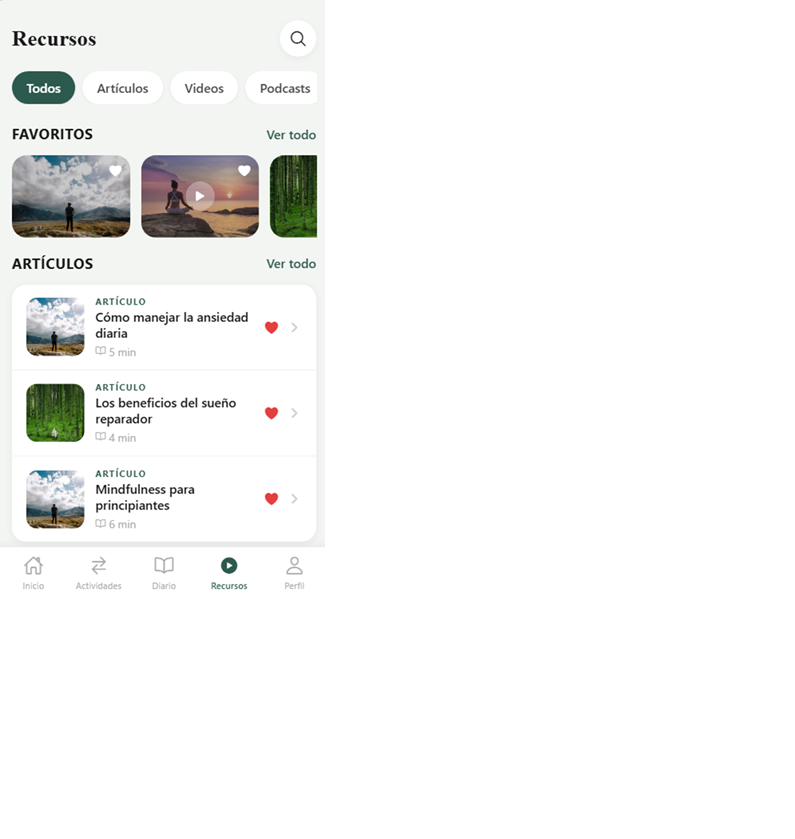 Recursos
Todos
Artículos
Videos
Podcasts
FAVORITOS
Ver todo
ARTÍCULOS
Ver todo
ARTÍCULO
Cómo manejar la ansiedad
diaria
5 min
ARTÍCULO
Los beneficios del sueño
reparador
4 min
ARTÍCULO
Mindfulness para
principiantes
6 min
Inicio
Actividades
Diario
Recursos
Perfil